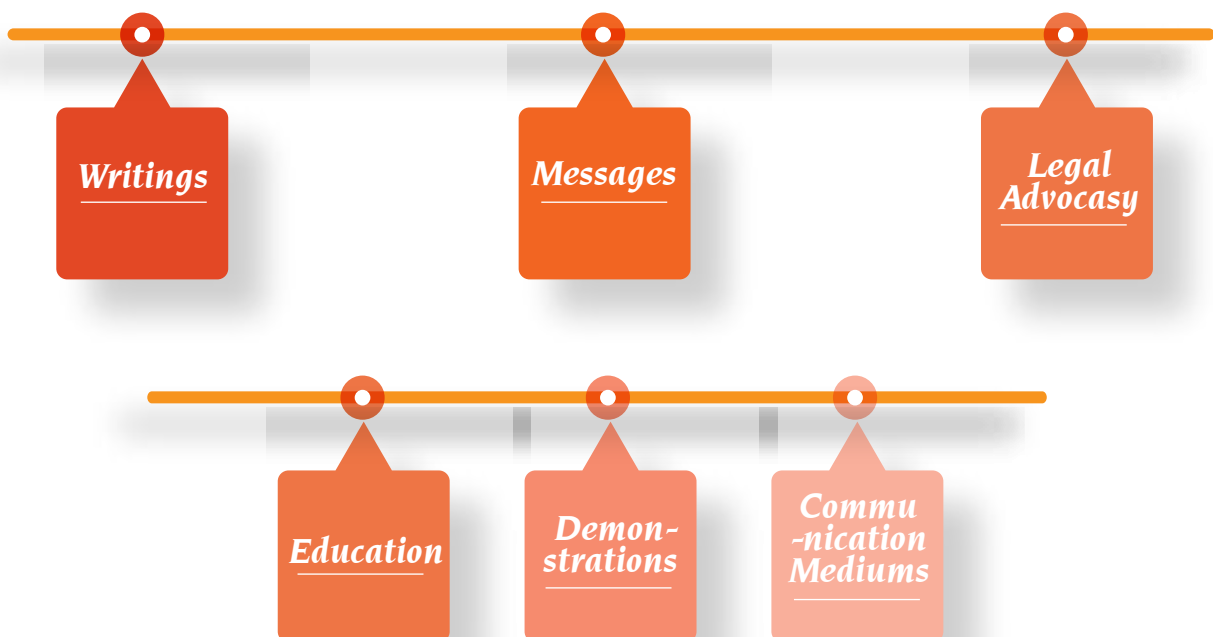 Writings
Messages
Legal
Advocasy
Education
Demon-
strations
Commu
-nication
Mediums